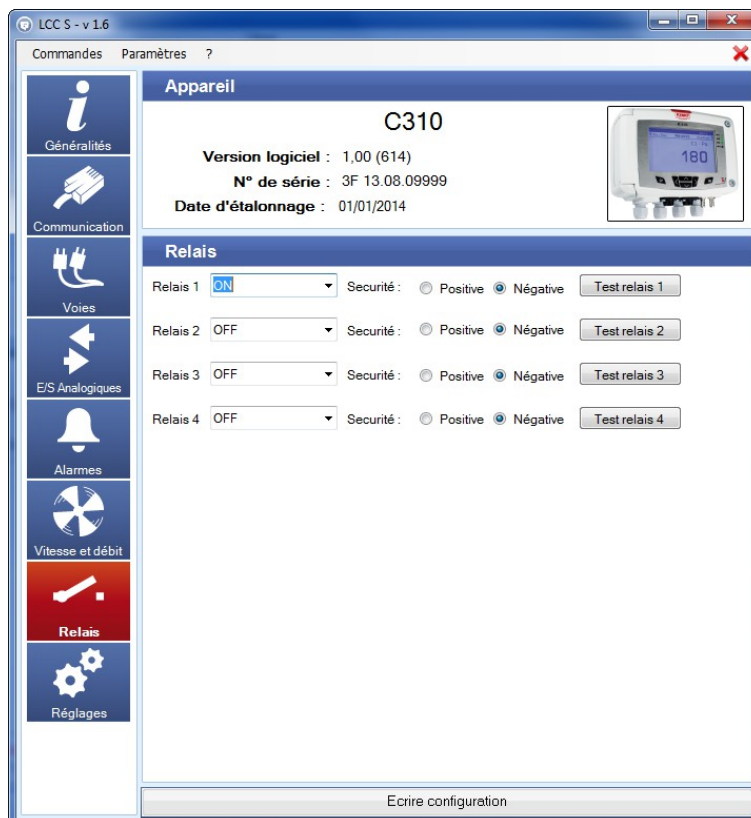 LCC S - v 1.6
Commandes Paramètres ?
Généralités
Communication
Voies
E/S Analogiques
Alarmes
Vitesse et débit
Relais
Réglages
Appareil
C310
Version logiciel : 1,00 (614)
N° de série : 3F 13.08.09999
Date d'étalonnage : 01/01/2014
180
Relais
Relais 1 ON Securité : Positive Négative Test relais 1
Relais 2 OFF Securité : Positive Négative Test relais 2
Relais 3 OFF Securité : Positive Négative Test relais 3
Relais 4 OFF Securité : Positive Négative Test relais 4
Ecrire configuration